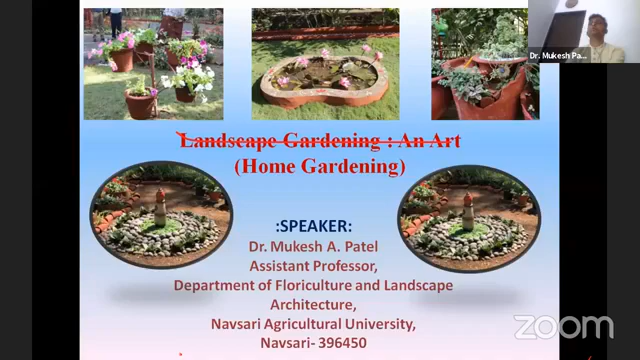 Dr. Mukesh Pa...
Landscape Gardening : An Art
(Home Gardening)
:SPEAKER:
Dr. Mukesh A. Patel
Assistant Professor,
Department of Floriculture and Landscape
Architecture,
Navsari Agricultural University,
Navsari- 396450
zoom